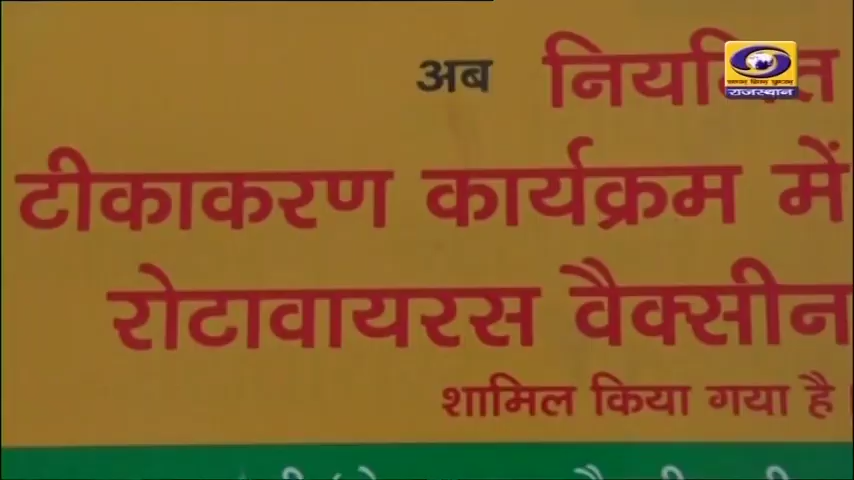 अब नियमित
टीकाकरण कार्यक्रम में
रोटावायरस वैक्सीन
शामिल किया गया है।
राजस्थान